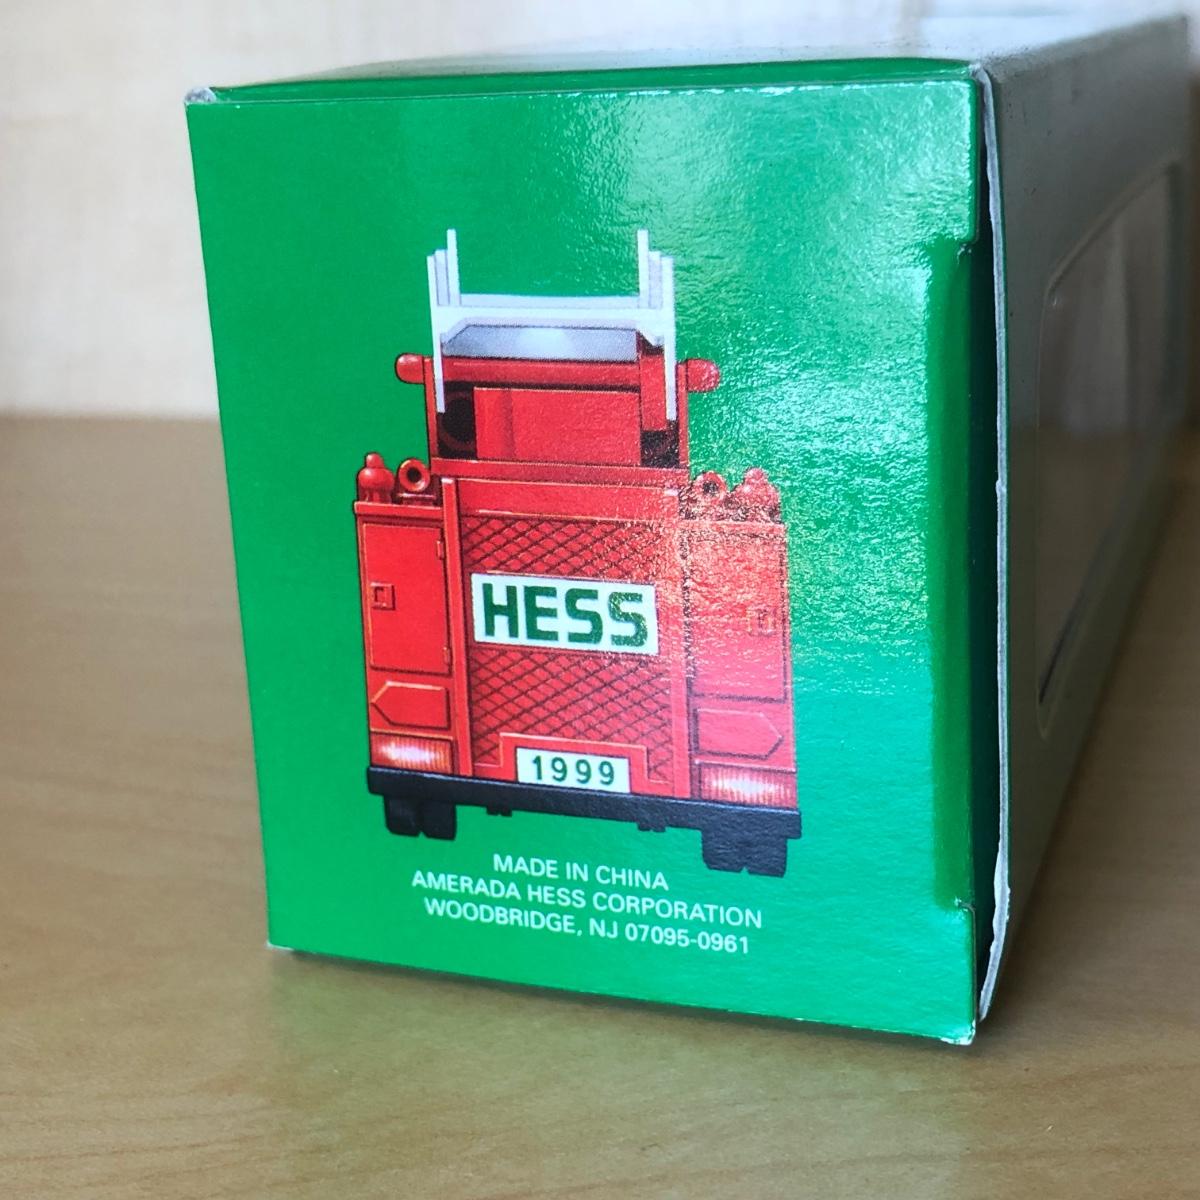 HESS
1999
MADE IN CHINA
AMERADA HESS CORPORATION
WOODBRIDGE, NJ 07095-0961